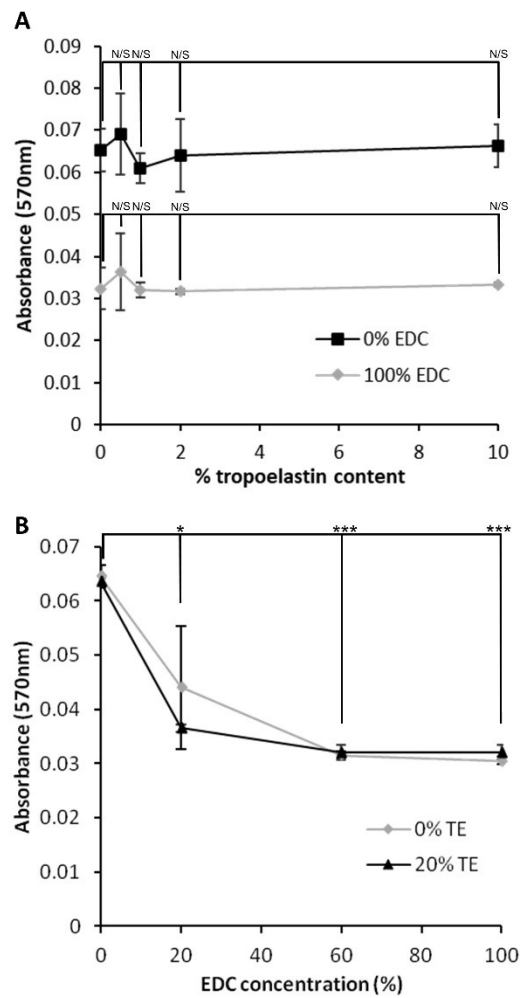 A
0.09
0.08
0.07
0.06
0.05
0.04
0.03
0.02
0.01
0
Absorbance (570nm)
N/S N/S N/S N/S
N/S N/S N/S N/S
0% EDC
100% EDC
0 2 4 6 8 10
% tropoelastin content
B
* *** ***
0.07
0.06
0.05
0.04
0.03
0.02
0.01
0
Absorbance (570nm)
0% TE
20% TE
0 20 40 60 80 100
EDC concentration (%)